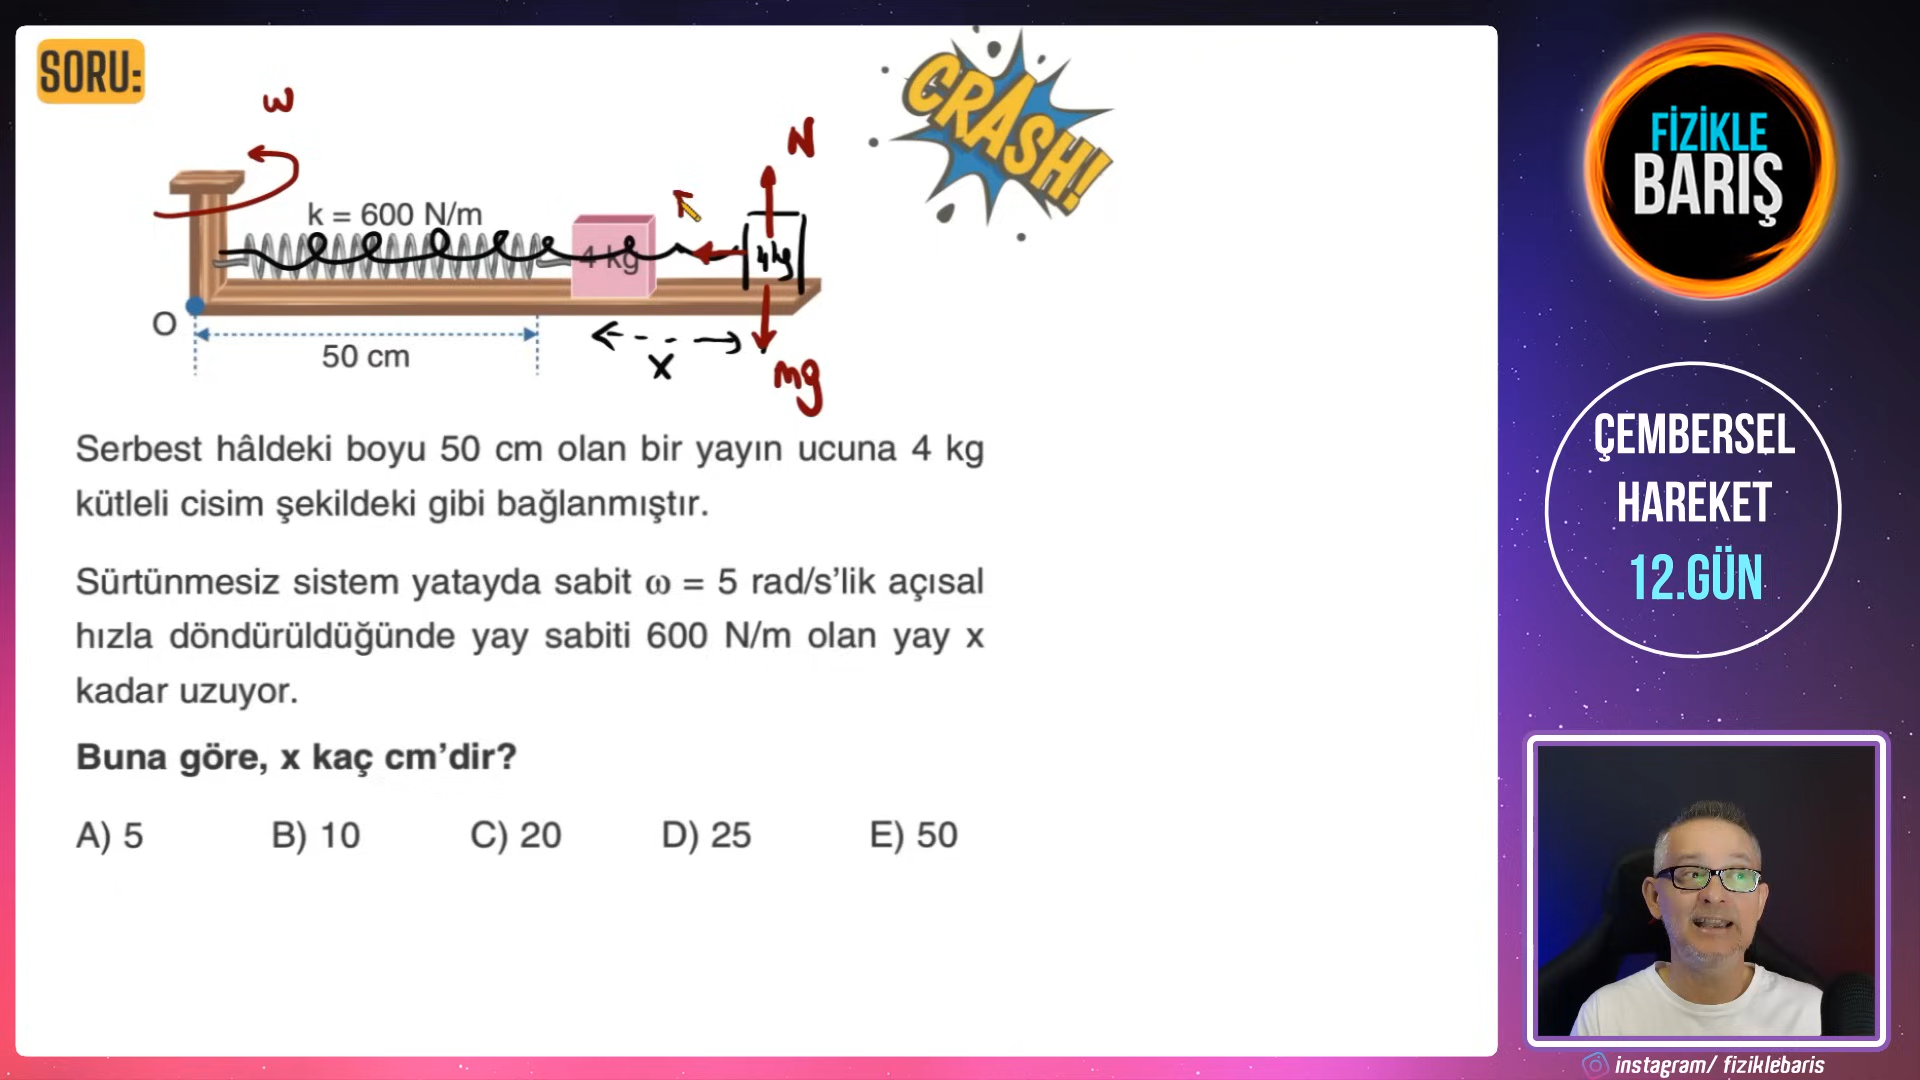 SORU:
ω
N
k = 600 N/m
4 kg
4 kg
O
50 cm
x
mg
CRASH!
Serbest hâldeki boyu 50 cm olan bir yayın ucuna 4 kg
kütleli cisim şekildeki gibi bağlanmıştır.
Sürtünmesiz sistem yatayda sabit ω = 5 rad/s’lik açısal
hızla döndürüldüğünde yay sabiti 600 N/m olan yay x
kadar uzuyor.
Buna göre, x kaç cm’dir?
A) 5 B) 10 C) 20 D) 25 E) 50
FİZİKLE
BARIŞ
ÇEMBERSEL
HAREKET
12.GÜN
instagram/ fiziklebaris